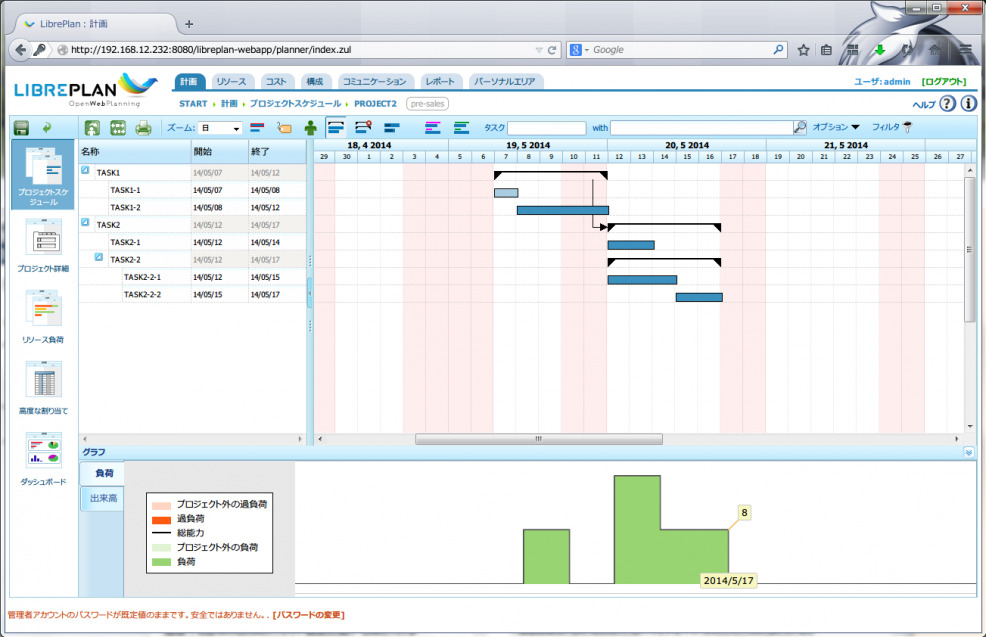 LibrePlan : 計画
http://192.168.12.232:8080/libreplan-webapp/planner/index.zul
Google
LIBREPLAN
OpenWebPlanning
計画 リソース コスト 構成 コミュニケーション レポート パーソナルエリア
ユーザ: admin [ログアウト]
START 計画 プロジェクトスケジュール PROJECT2 pre-sales
ヘルプ
ズーム: 日 タスク with オプション フィルタ
プロジェクトスケジュール
プロジェクト詳細
リソース負荷
高度な割り当て
ダッシュボード
名称 開始 終了
TASK1 14/05/07 14/05/12
TASK1-1 14/05/07 14/05/08
TASK1-2 14/05/08 14/05/12
TASK2 14/05/12 14/05/17
TASK2-1 14/05/12 14/05/14
TASK2-2 14/05/12 14/05/17
TASK2-2-1 14/05/12 14/05/15
TASK2-2-2 14/05/15 14/05/17
18, 4 2014 19, 5 2014 20, 5 2014 21, 5 2014
29 30 1 2 3 4 5 6 7 8 9 10 11 12 13 14 15 16 17 18 19 20 21 22 23 24 25 26 27
グラフ
負荷
出来高
プロジェクト外の過負荷
過負荷
総能力
プロジェクト外の負荷
負荷
8
2014/5/17
管理者アカウントのパスワードが既定値のままです。安全ではありません。. [パスワードの変更]